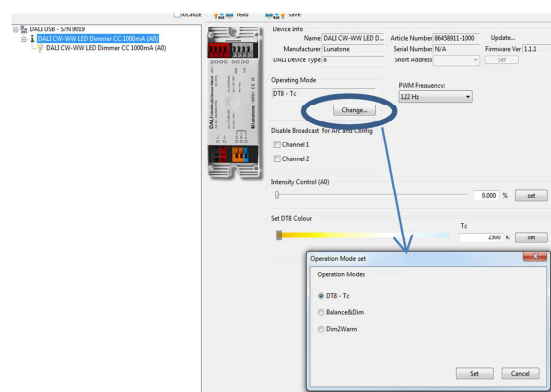 localize read save
DALI USB - S/N 9019
DALI CW-WW LED Dimmer CC 1000mA (A0)
DALI CW-WW LED Dimmer CC 1000mA (A0)
Device Info
Name DALI CW-WW LED D... Article Number 86458911-1000 Update...
Manufacturer Lunatone Serial Number N/A Firmware Ver 1.1.1
DALI Device Type 8 Short Address Set
Operating Mode
DT8 - Tc
Change...
PWM Frequency:
122 Hz
Disable Broadcast for Arc and Config
Channel 1
Channel 2
Intensity Control (A0)
0.000 % set
Set DT8 Colour
Tc
K set
DALI
Lunatone
Operation Mode set
Operation Modes
DT8 - Tc
Balance&Dim
Dim2Warm
Set Cancel